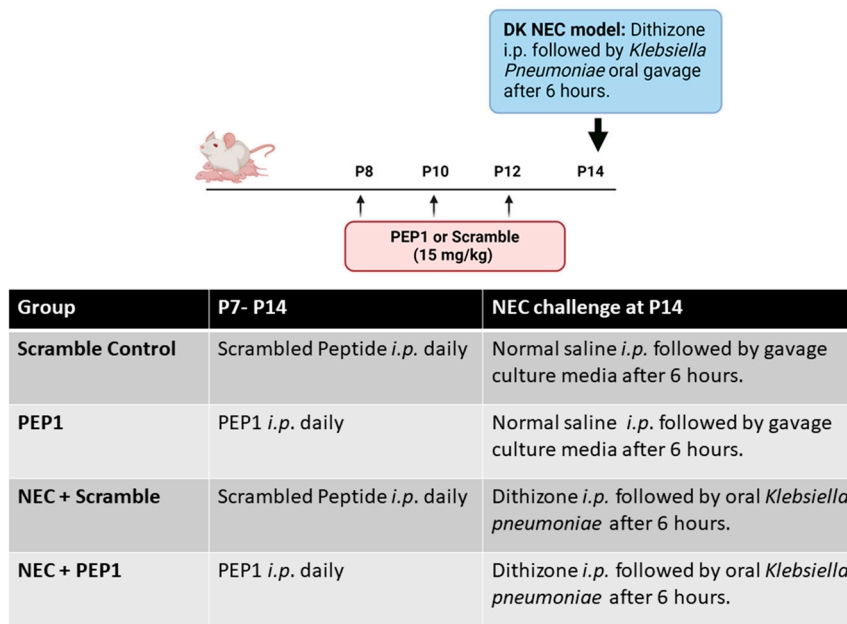 DK NEC model: Dithizone
i.p. followed by Klebsiella
Pneumoniae oral gavage
after 6 hours.
P8 P10 P12 P14
PEP1 or Scramble
(15 mg/kg)
Group P7- P14 NEC challenge at P14
Scramble Control Scrambled Peptide i.p. daily Normal saline i.p. followed by gavage
culture media after 6 hours.
PEP1 PEP1 i.p. daily Normal saline i.p. followed by gavage
culture media after 6 hours.
NEC + Scramble Scrambled Peptide i.p. daily Dithizone i.p. followed by oral Klebsiella
pneumoniae after 6 hours.
NEC + PEP1 PEP1 i.p. daily Dithizone i.p. followed by oral Klebsiella
pneumoniae after 6 hours.